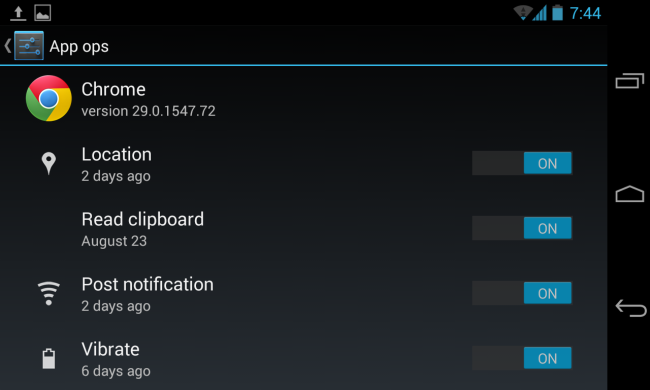 7:44
App ops
Chrome
version 29.0.1547.72
Location
2 days ago
ON
Read clipboard
August 23
ON
Post notification
2 days ago
ON
Vibrate
6 days ago
ON